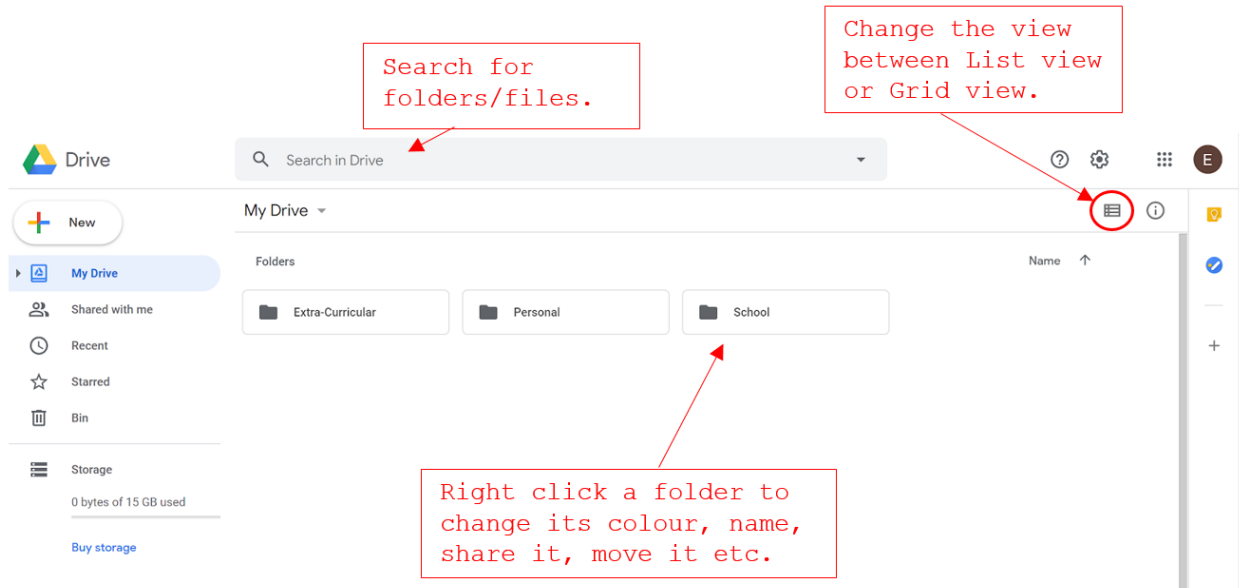 Change the view
between List view
or Grid view.
Search for
folders/files.
Drive
Search in Drive
E
New
My Drive
Folders
Name
My Drive
Shared with me
Recent
Starred
Bin
Extra-Curricular
Personal
School
Storage
0 bytes of 15 GB used
Buy storage
Right click a folder to
change its colour, name,
share it, move it etc.